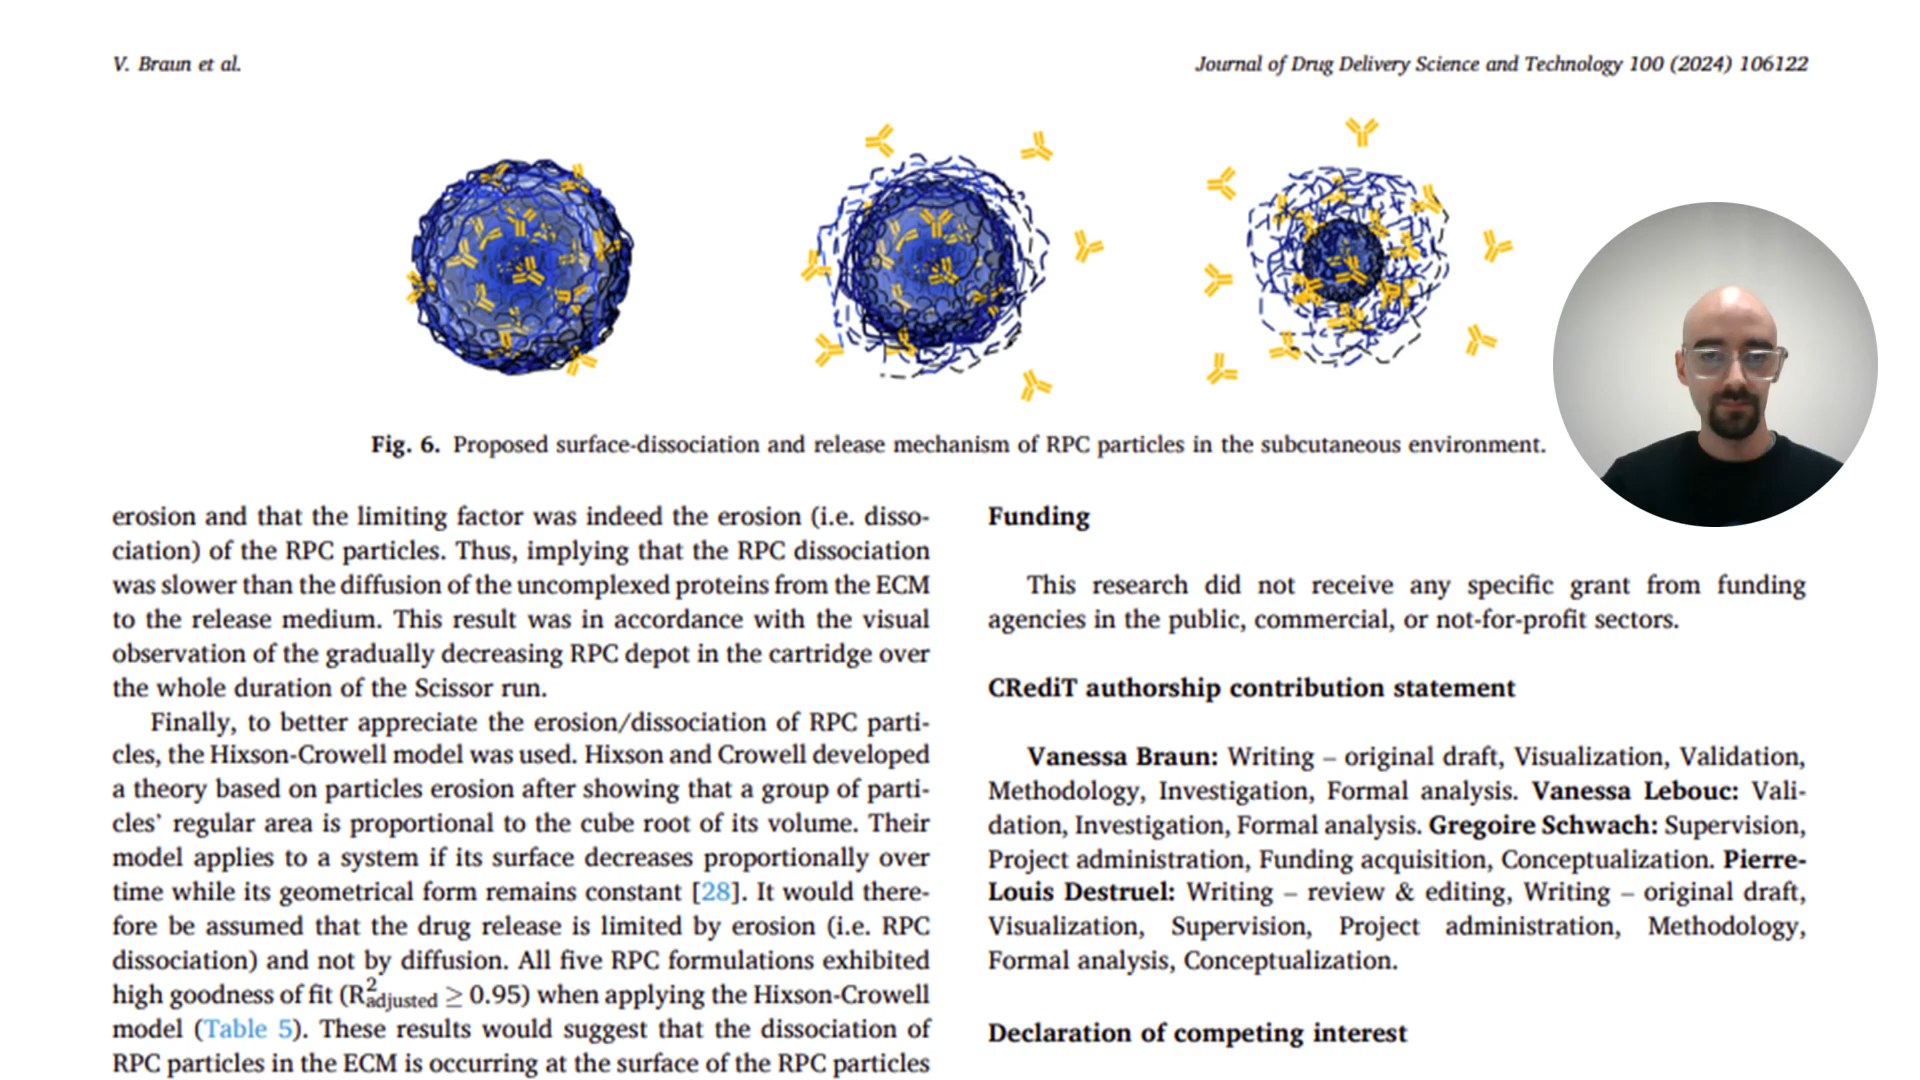 V. Braun et al.
Journal of Drug Delivery Science and Technology 100 (2024) 106122
Fig. 6. Proposed surface-dissociation and release mechanism of RPC particles in the subcutaneous environment.
erosion and that the limiting factor was indeed the erosion (i.e. disso-
ciation) of the RPC particles. Thus, implying that the RPC dissociation
was slower than the diffusion of the uncomplexed proteins from the ECM
to the release medium. This result was in accordance with the visual
observation of the gradually decreasing RPC depot in the cartridge over
the whole duration of the Scissor run.
Finally, to better appreciate the erosion/dissociation of RPC parti-
cles, the Hixson-Crowell model was used. Hixson and Crowell developed
a theory based on particles erosion after showing that a group of parti-
cles' regular area is proportional to the cube root of its volume. Their
model applies to a system if its surface decreases proportionally over
time while its geometrical form remains constant [28]. It would there-
fore be assumed that the drug release is limited by erosion (i.e. RPC
dissociation) and not by diffusion. All five RPC formulations exhibited
high goodness of fit (R²adjusted ≥ 0.95) when applying the Hixson-Crowell
model (Table 5). These results would suggest that the dissociation of
RPC particles in the ECM is occurring at the surface of the RPC particles
Funding
This research did not receive any specific grant from funding
agencies in the public, commercial, or not-for-profit sectors.
CRediT authorship contribution statement
Vanessa Braun: Writing – original draft, Visualization, Validation,
Methodology, Investigation, Formal analysis. Vanessa Lebouc: Vali-
dation, Investigation, Formal analysis. Gregoire Schwach: Supervision,
Project administration, Funding acquisition, Conceptualization. Pierre-
Louis Destruel: Writing – review & editing, Writing – original draft,
Visualization, Supervision, Project administration, Methodology,
Formal analysis, Conceptualization.
Declaration of competing interest